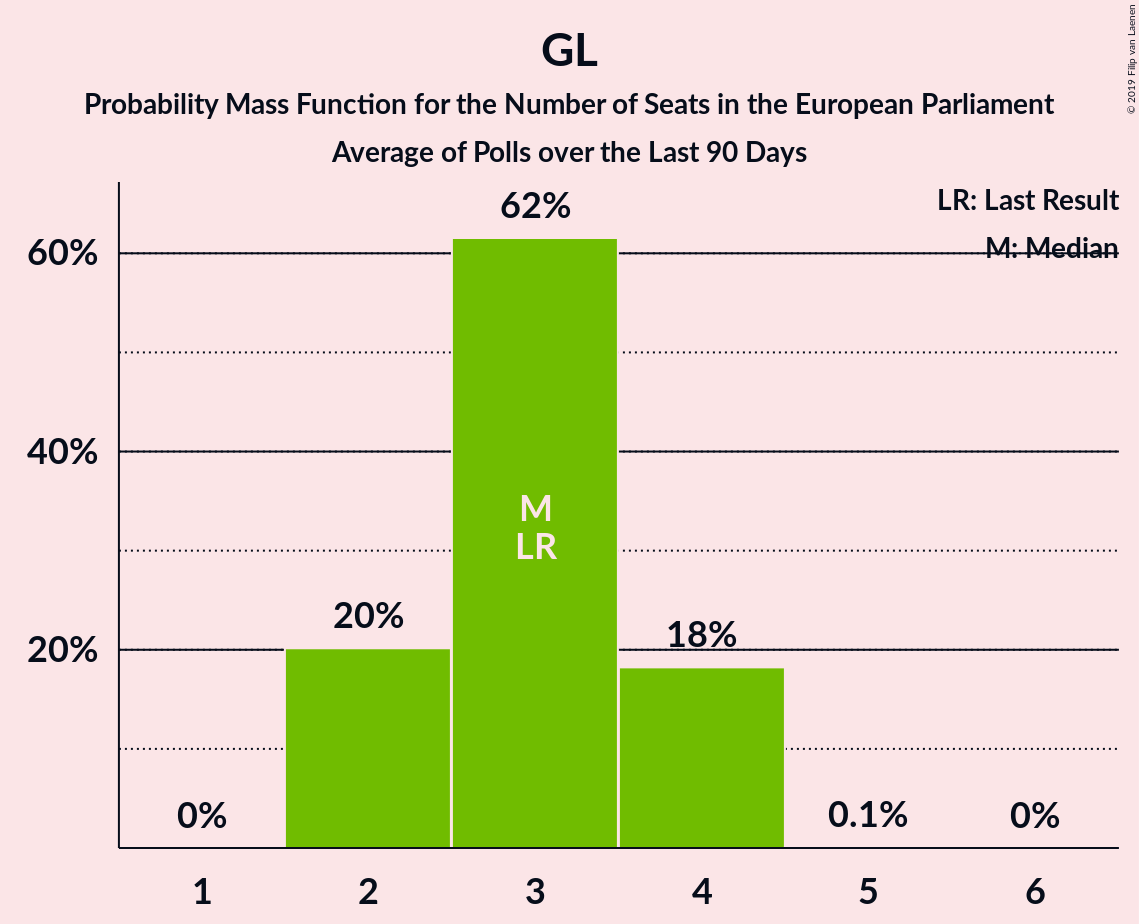 GL
Probability Mass Function for the Number of Seats in the European Parliament
Average of Polls over the Last 90 Days
© 2019 Filip van Laenen
LR: Last Result
M: Median
62%
60%
40%
M
LR
20%
18%
20%
0%
0.1%
0%
1 2 3 4 5 6